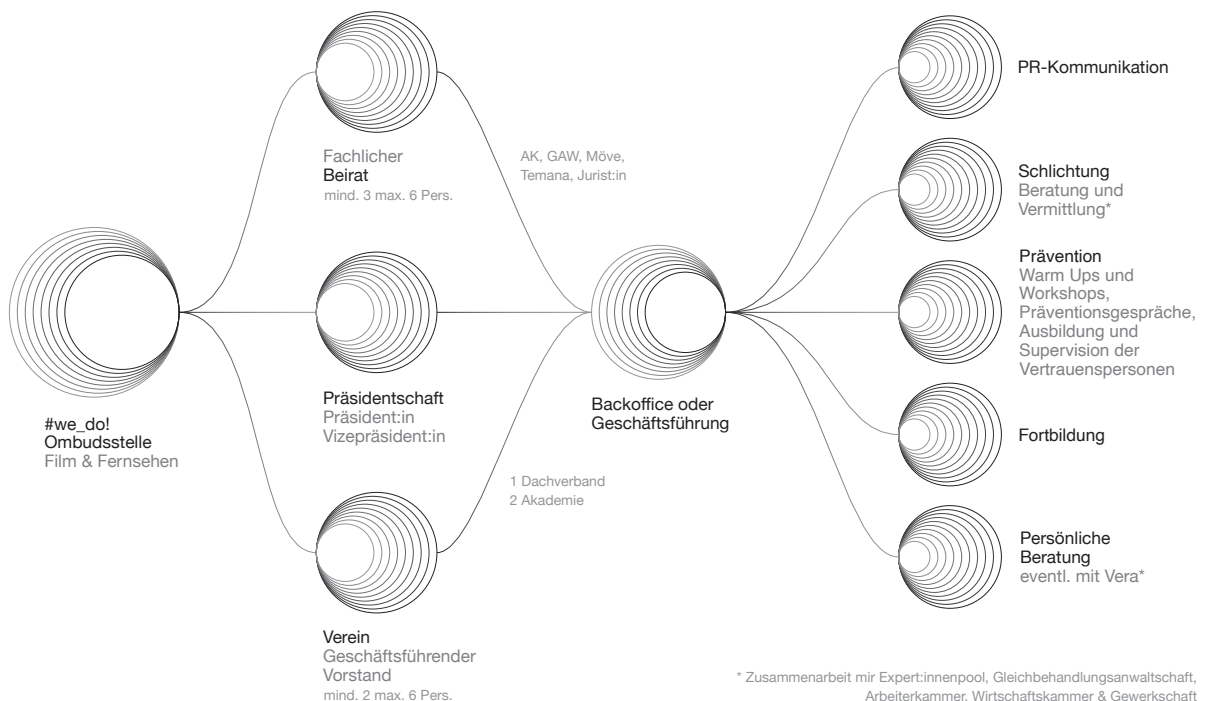 #we_do!
Ombudsstelle
Film & Fernsehen
Fachlicher
Beirat
mind. 3 max. 6 Pers.
Präsidentschaft
Präsident:in
Vizepräsident:in
Verein
Geschäftsführender
Vorstand
mind. 2 max. 6 Pers.
AK, GAW, Möve,
Temana, Jurist:in
1 Dachverband
2 Akademie
Backoffice oder
Geschäftsführung
PR-Kommunikation
Schlichtung
Beratung und
Vermittlung*
Prävention
Warm Ups und
Workshops,
Präventionsgespräche,
Ausbildung und
Supervision der
Vertrauenspersonen
Fortbildung
Persönliche
Beratung
eventl. mit Vera*
* Zusammenarbeit mir Expert:innenpool, Gleichbehandlungsanwaltschaft,
Arbeiterkammer, Wirtschaftskammer & Gewerkschaft